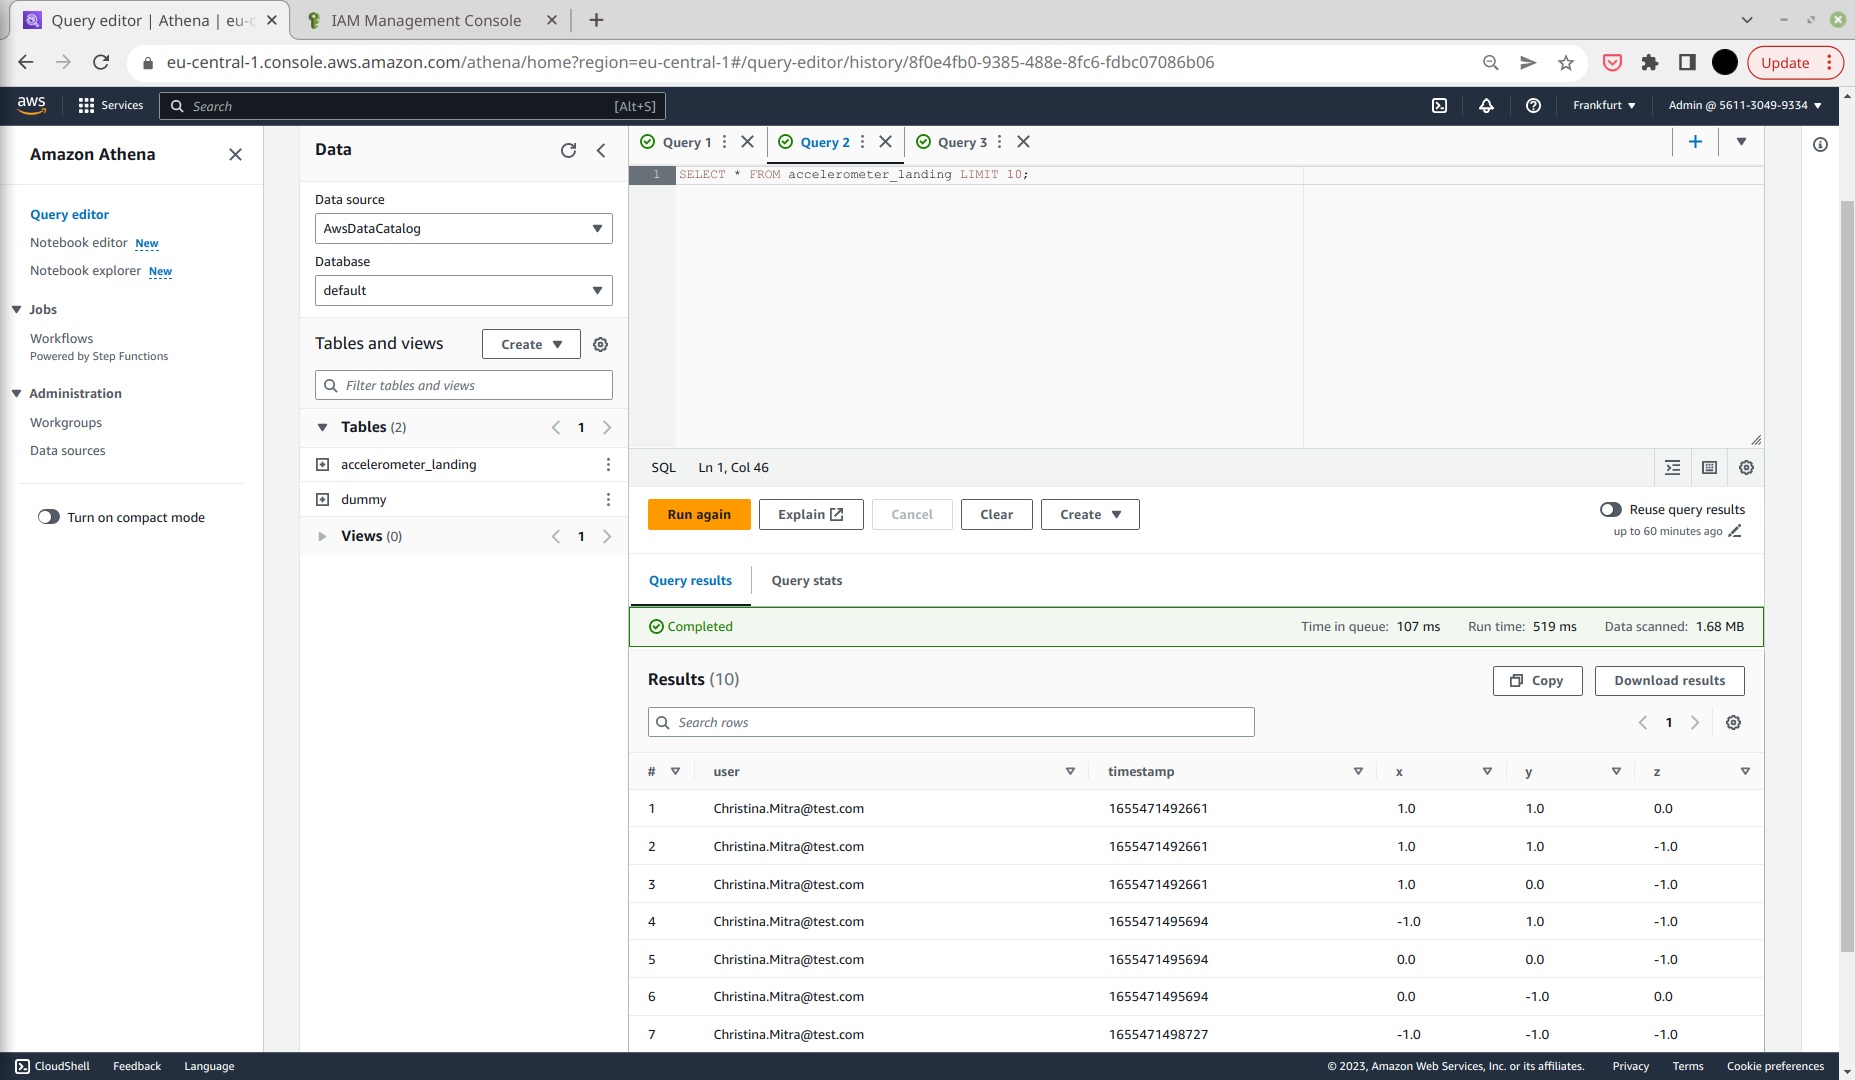 Query editor | Athena | eu-c
IAM Management Console
eu-central-1.console.aws.amazon.com/athena/home?region=eu-central-1#/query-editor/history/8f0e4fb0-9385-488e-8fc6-fdbc07086b06
Update
aws
Services
Search
[Alt+S]
Frankfurt
Admin @ 5611-3049-9334
Amazon Athena
Query editor
Notebook editor New
Notebook explorer New
Jobs
Workflows
Powered by Step Functions
Administration
Workgroups
Data sources
Turn on compact mode
Data
Data source
AwsDataCatalog
Database
default
Tables and views
Create
Filter tables and views
Tables (2)
1
accelerometer_landing
dummy
Views (0)
1
Query 1
Query 2
Query 3
1 SELECT * FROM accelerometer_landing LIMIT 10;
SQL Ln 1, Col 46
Run again
Explain
Cancel
Clear
Create
Reuse query results
up to 60 minutes ago
Query results
Query stats
Completed
Time in queue: 107 ms Run time: 519 ms Data scanned: 1.68 MB
Results (10)
Copy
Download results
Search rows
1
# user timestamp x y z
1 Christina.Mitra@test.com 1655471492661 1.0 1.0 0.0
2 Christina.Mitra@test.com 1655471492661 1.0 1.0 -1.0
3 Christina.Mitra@test.com 1655471492661 1.0 0.0 -1.0
4 Christina.Mitra@test.com 1655471495694 -1.0 1.0 -1.0
5 Christina.Mitra@test.com 1655471495694 0.0 0.0 -1.0
6 Christina.Mitra@test.com 1655471495694 0.0 -1.0 0.0
7 Christina.Mitra@test.com 1655471498727 -1.0 -1.0 -1.0
CloudShell Feedback Language
© 2023, Amazon Web Services, Inc. or its affiliates. Privacy Terms Cookie preferences